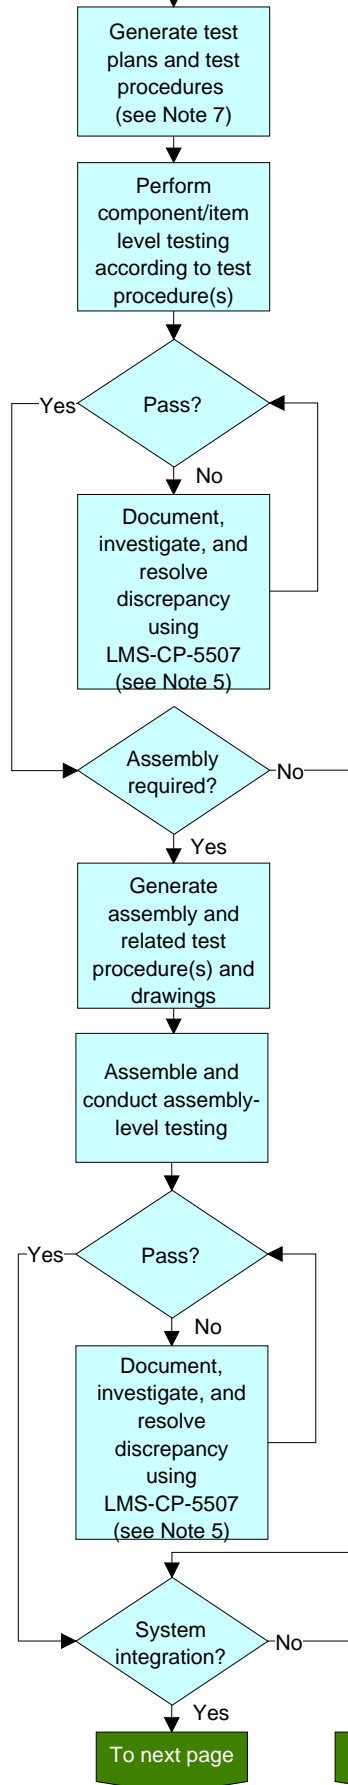 Generate test
plans and test
procedures
(see Note 7)
Perform
component/item
level testing
according to test
procedure(s)
Yes
Pass?
No
Document,
investigate, and
resolve
discrepancy
using
LMS-CP-5507
(see Note 5)
Assembly
required?
No
Yes
Generate
assembly and
related test
procedure(s) and
drawings
Assemble and
conduct assembly-
level testing
Yes
Pass?
No
Document,
investigate, and
resolve
discrepancy
using
LMS-CP-5507
(see Note 5)
System
integration?
No
Yes
To next page